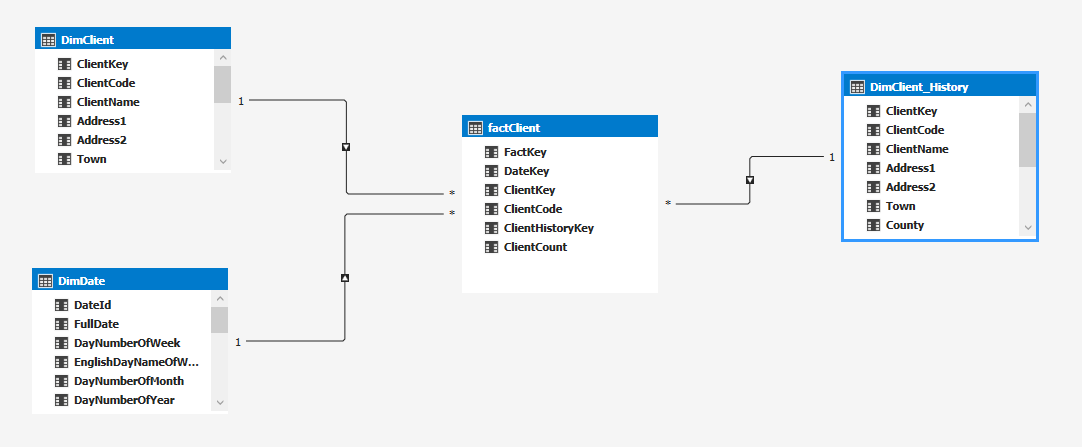 DimClient
ClientKey
ClientCode
ClientName
Address1
Address2
Town
1
*
DimDate
DateId
FullDate
DayNumberOfWeek
EnglishDayNameOfW...
DayNumberOfMonth
DayNumberOfYear
1
*
factClient
FactKey
DateKey
ClientKey
ClientCode
ClientHistoryKey
ClientCount
*
1
DimClient_History
ClientKey
ClientCode
ClientName
Address1
Address2
Town
County